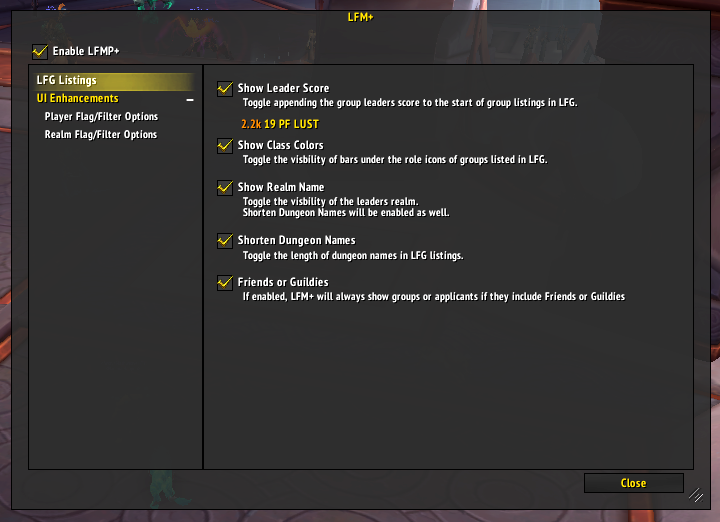 LFM+
Enable LFMP+
LFG Listings
UI Enhancements
Player Flag/Filter Options
Realm Flag/Filter Options
Show Leader Score
Toggle appending the group leaders score to the start of group listings in LFG.
2.2k 19 PF LUST
Show Class Colors
Toggle the visbility of bars under the role icons of groups listed in LFG.
Show Realm Name
Toggle the visbility of the leaders realm.
Shorten Dungeon Names will be enabled as well.
Shorten Dungeon Names
Toggle the length of dungeon names in LFG listings.
Friends or Guildies
If enabled, LFM+ will always show groups or applicants if they include Friends or Guildies
Close